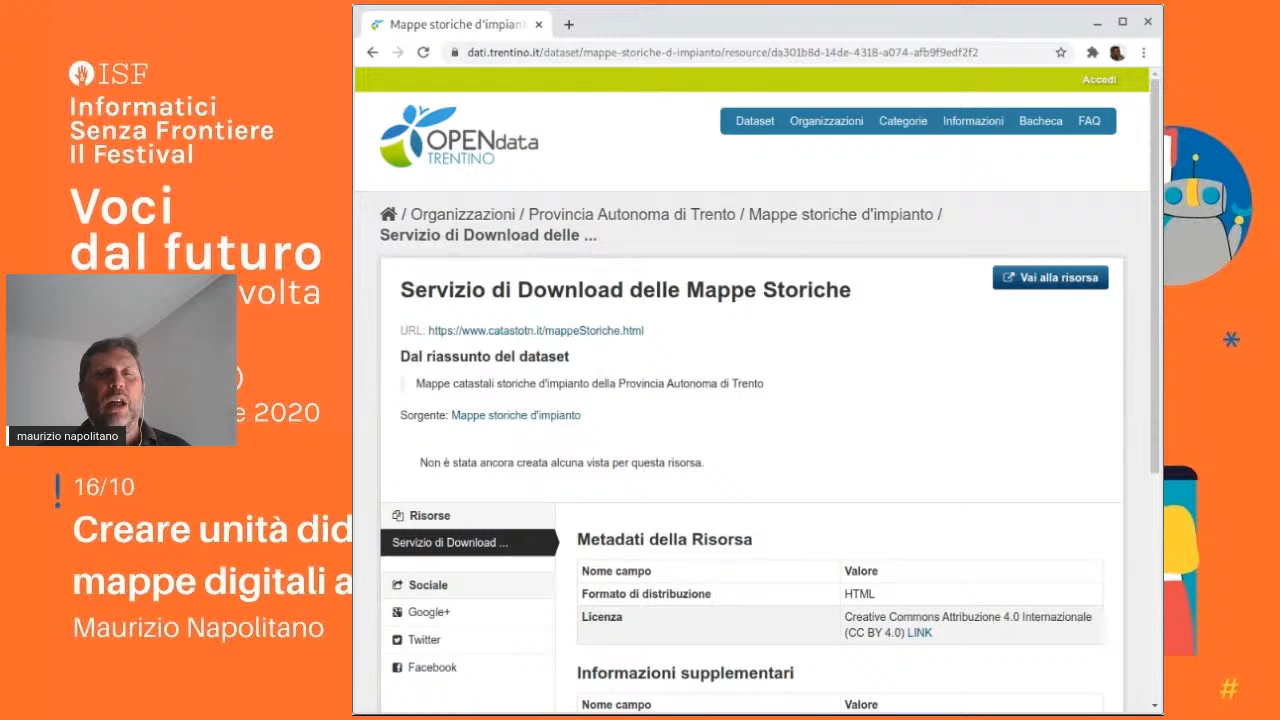 ISF
Informatici
Senza Frontiere
Il Festival
Voci
dal futuro
volta
e 2020
maurizio napolitano
16/10
Creare unità did
mappe digitali a
Maurizio Napolitano
Mappe storiche d'impiant
dati.trentino.it/dataset/mappe-storiche-d-impianto/resource/da301b8d-14de-4318-a074-afb9f9edf2f2
Accedi
OPENdata
TRENTINO
Dataset Organizzazioni Categorie Informazioni Bacheca FAQ
/ Organizzazioni / Provincia Autonoma di Trento / Mappe storiche d'impianto /
Servizio di Download delle ...
Vai alla risorsa
Servizio di Download delle Mappe Storiche
URL: https://www.catastotn.it/mappeStoriche.html
Dal riassunto del dataset
Mappe catastali storiche d'impianto della Provincia Autonoma di Trento
Sorgente: Mappe storiche d'impianto
Non è stata ancora creata alcuna vista per questa risorsa.
Risorse
Servizio di Download ...
Sociale
Google+
Twitter
Facebook
Metadati della Risorsa
Nome campo Valore
Formato di distribuzione HTML
Licenza Creative Commons Attribuzione 4.0 Internazionale
(CC BY 4.0) LINK
Informazioni supplementari
Nome campo Valore
#